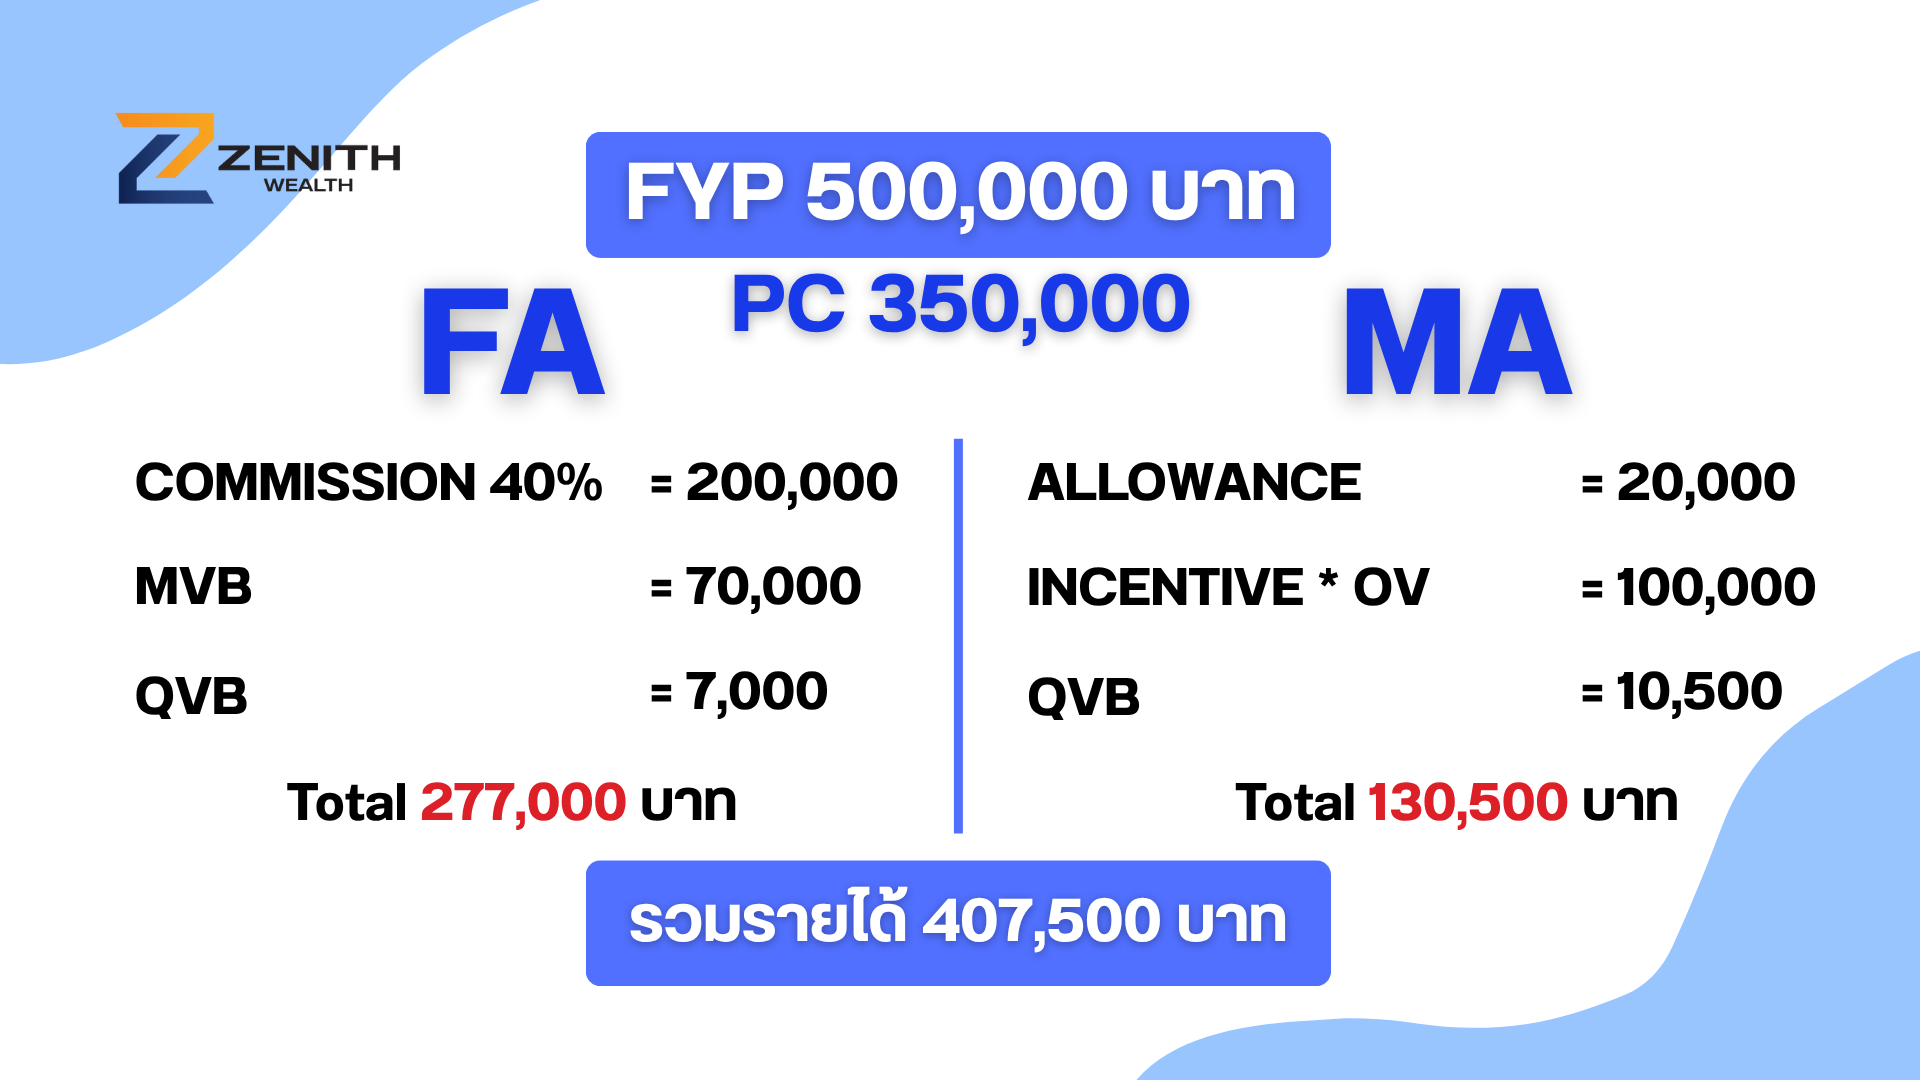 ZENITH
WEALTH
FYP 500,000 บาท
PC 350,000
FA
COMMISSION 40% = 200,000
MVB = 70,000
QVB = 7,000
Total 277,000 บาท
MA
ALLOWANCE = 20,000
INCENTIVE * OV = 100,000
QVB = 10,500
Total 130,500 บาท
รวมรายได้ 407,500 บาท